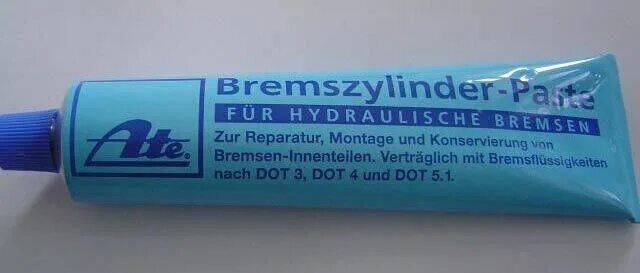 Ate
Bremszylinder-Paste
FÜR HYDRAULISCHE BREMSEN
Zur Reparatur, Montage und Konservierung von
Bremsen-Innenteilen. Verträglich mit Bremsflüssigkeiten
nach DOT 3, DOT 4 und DOT 5.1.